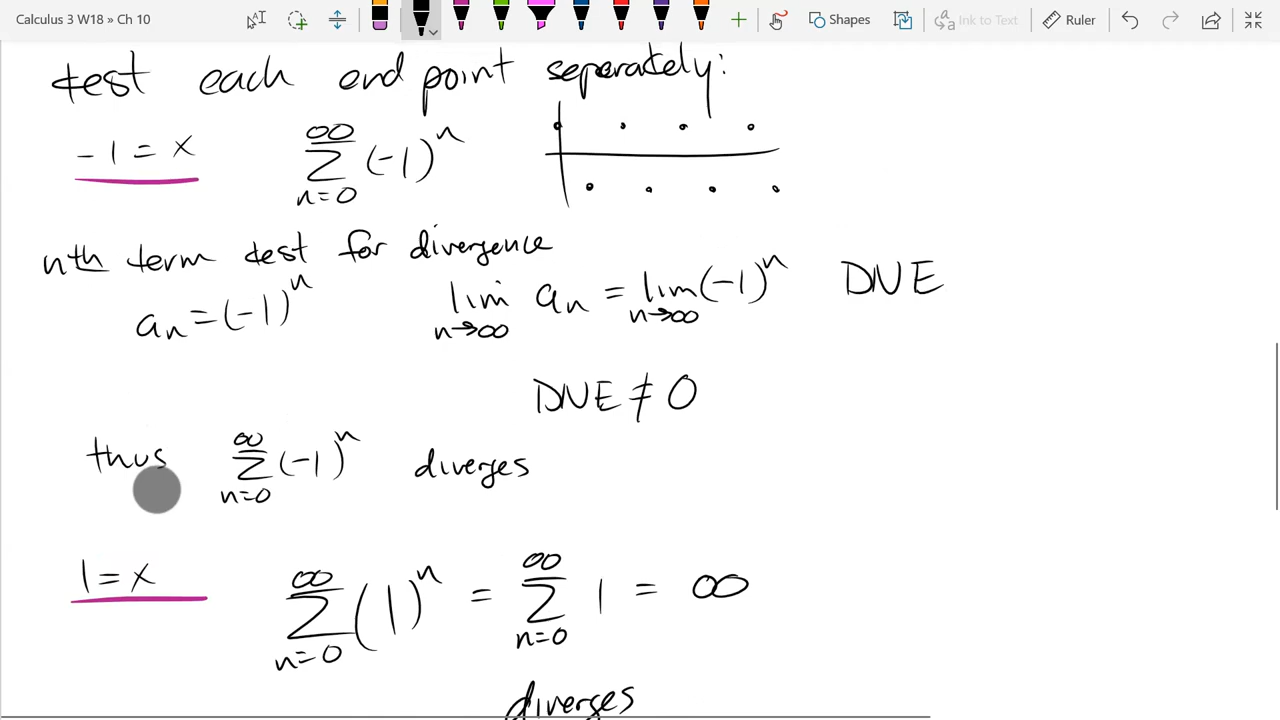 Calculus 3 W18 » Ch 10
Shapes
Link to Text
Ruler
test each end point separately:
-1 = x
∞ Σ n=0 (-1)^n
nth term test for divergence
a_n = (-1)^n
lim n→∞ a_n = lim n→∞ (-1)^n DNE
DNE ≠ 0
thus ∞ Σ n=0 (-1)^n diverges
1 = x
∞ Σ n=0 (1)^n = ∞ Σ n=0 1 = ∞
diverges